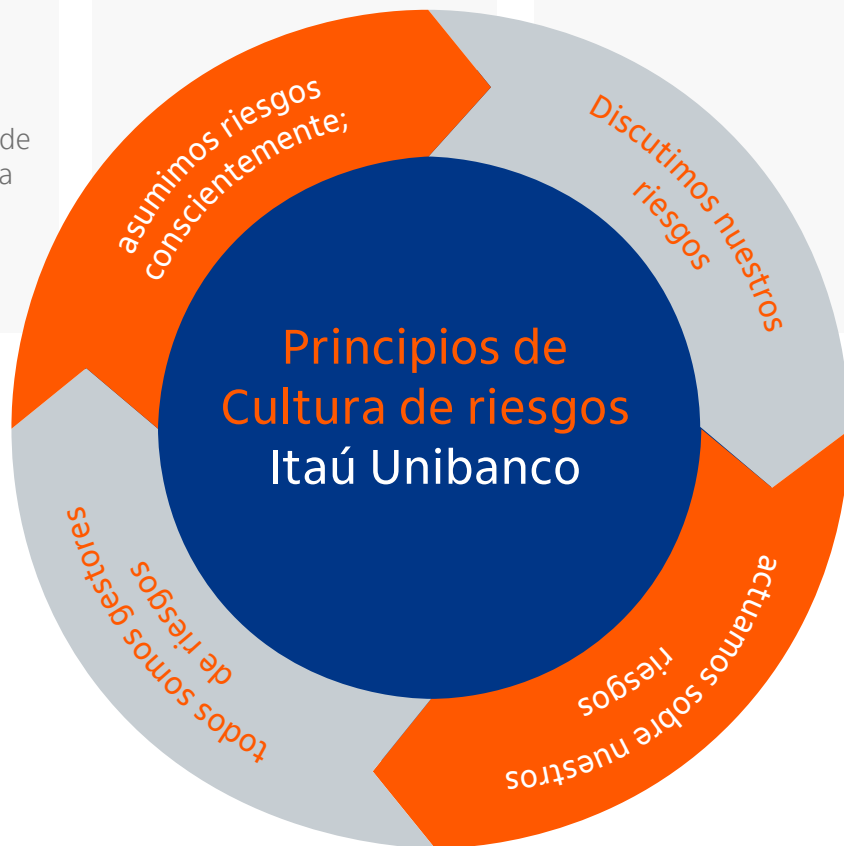 de
a
asumimos riesgos
conscientemente;
Discutimos nuestros
riesgos
Principios de
Cultura de riesgos
Itaú Unibanco
actuamos sobre nuestros
riesgos
todos somos gestores
de riesgos